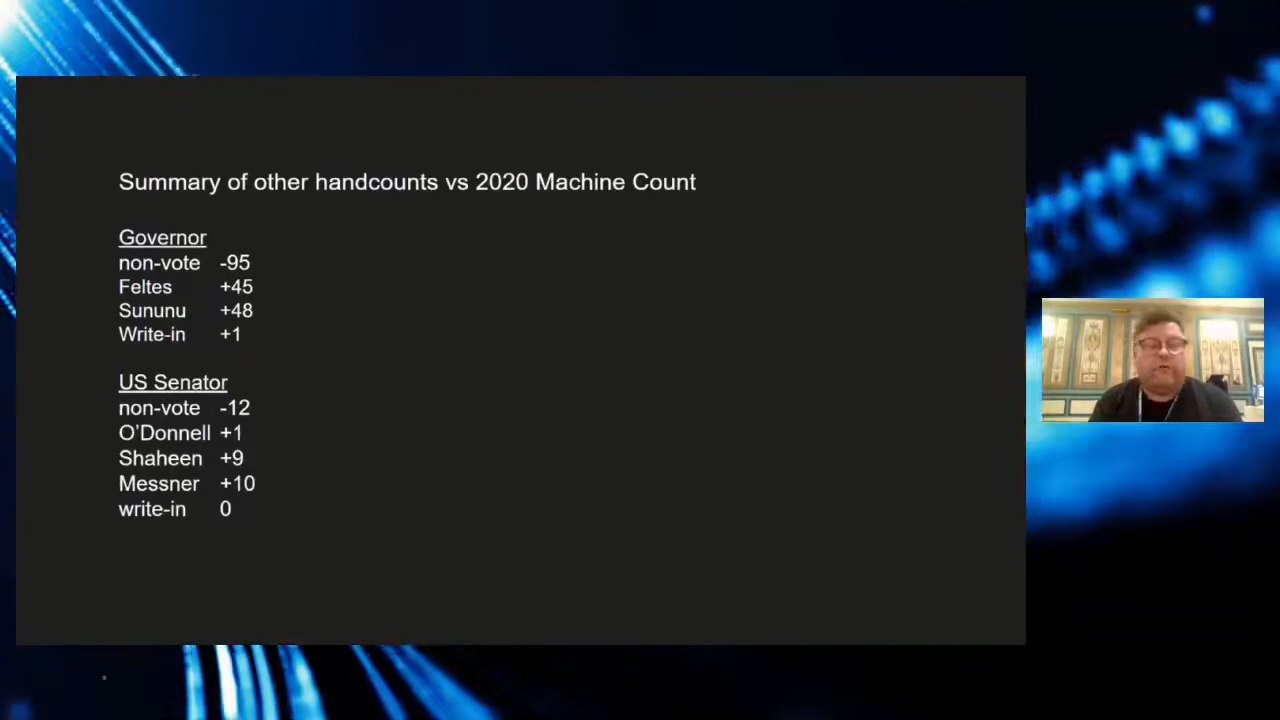 Summary of other handcounts vs 2020 Machine Count
Governor
non-vote -95
Feltes +45
Sununu +48
Write-in +1
US Senator
non-vote -12
O'Donnell +1
Shaheen +9
Messner +10
write-in 0